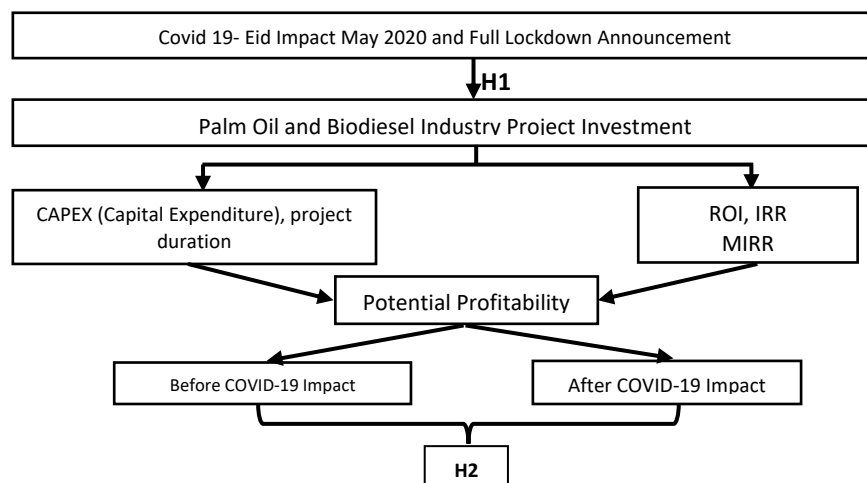 Covid 19- Eid Impact May 2020 and Full Lockdown Announcement
H1
Palm Oil and Biodiesel Industry Project Investment
CAPEX (Capital Expenditure), project
duration
ROI, IRR
MIRR
Potential Profitability
Before COVID-19 Impact
After COVID-19 Impact
H2